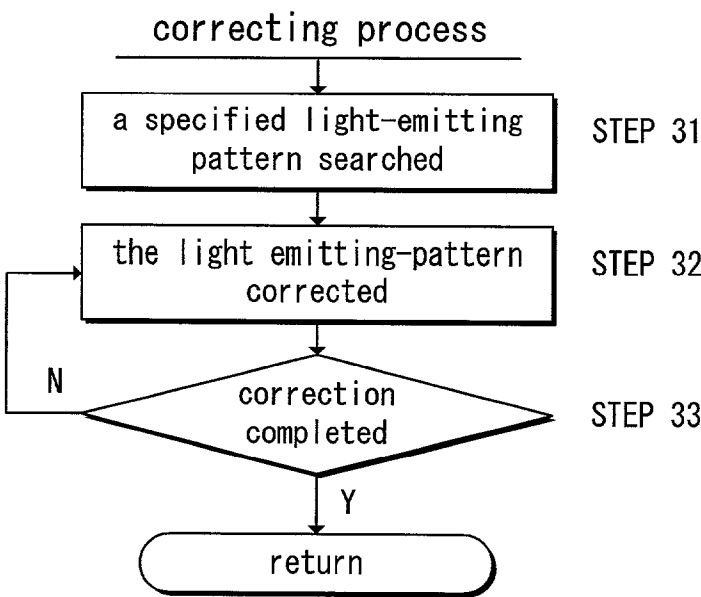 correcting process
a specified light-emitting
pattern searched
STEP 31
the light emitting-pattern
corrected
STEP 32
N
correction
completed
STEP 33
Y
return